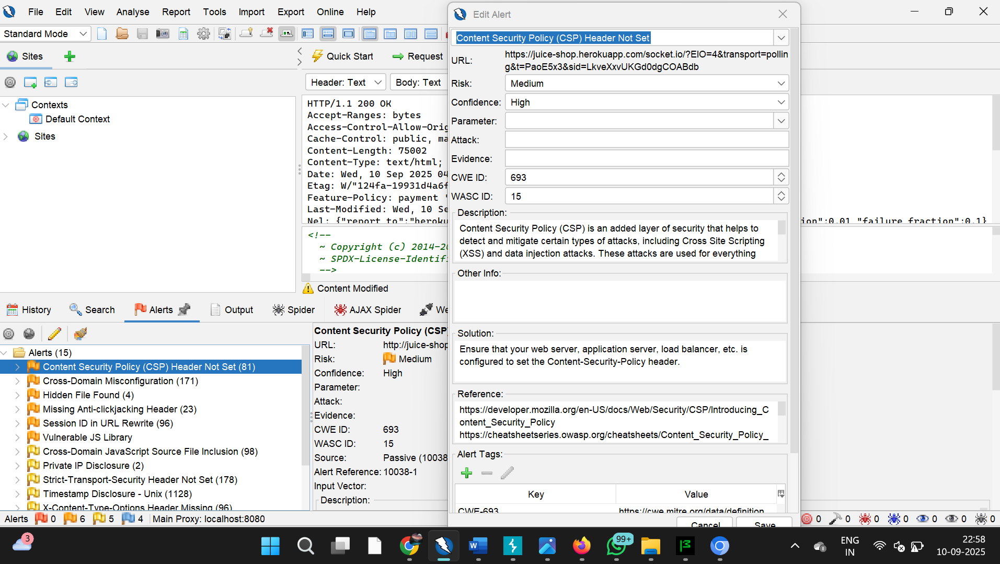 File Edit View Analyse Report Tools Import Export Online Help
Standard Mode
Sites
Quick Start
Request
Header: Text
Body: Text
Contexts
Default Context
Sites
HTTP/1.1 200 OK
Accept-Ranges: bytes
Access-Control-Allow-Orig
Cache-Control: public, ma
Content-Length: 75002
Content-Type: text/html;
Date: Wed, 10 Sep 2025 04
Etag: W/"124fa-19931d4a6f
Feature-Policy: payment '
Last-Modified: Wed, 10 Se
Nel: {"report_to":"heroku
ion":0.01,"failure_fraction":0.1}
<!--
~ Copyright (c) 2014-20
~ SPDX-License-Identifi
-->
Content Modified
Edit Alert
Content Security Policy (CSP) Header Not Set
URL:
https://juice-shop.herokuapp.com/socket.io/?EIO=4&transport=pollin
g&t=PaoE5x3&sid=LkveXxvUKGd0dgCOABdb
Risk: Medium
Confidence: High
Parameter:
Attack:
Evidence:
CWE ID: 693
WASC ID: 15
Description:
Content Security Policy (CSP) is an added layer of security that helps to
detect and mitigate certain types of attacks, including Cross Site Scripting
(XSS) and data injection attacks. These attacks are used for everything
Other Info:
Solution:
Ensure that your web server, application server, load balancer, etc. is
configured to set the Content-Security-Policy header.
Reference:
https://developer.mozilla.org/en-US/docs/Web/Security/CSP/Introducing_C
ontent_Security_Policy
https://cheatsheetseries.owasp.org/cheatsheets/Content_Security_Policy_
Alert Tags:
Key Value
CWE-693 https://cwe.mitre.org/data/definition
Cancel Save
History Search Alerts Output Spider AJAX Spider We
Alerts (15)
Content Security Policy (CSP) Header Not Set (81)
Cross-Domain Misconfiguration (171)
Hidden File Found (4)
Missing Anti-clickjacking Header (23)
Session ID in URL Rewrite (96)
Vulnerable JS Library
Cross-Domain JavaScript Source File Inclusion (98)
Private IP Disclosure (2)
Strict-Transport-Security Header Not Set (178)
Timestamp Disclosure - Unix (1128)
X-Content-Type-Options Header Missing (96)
Content Security Policy (CSP
URL: http://juice-shop
Risk: Medium
Confidence: High
Parameter:
Attack:
Evidence:
CWE ID: 693
WASC ID: 15
Source: Passive (10038
Alert Reference: 10038-1
Input Vector:
Description:
Alerts 0 6 5 4 Main Proxy: localhost:8080
0 0 0 0 0 0 0
3
99+
ENG
IN
22:58
10-09-2025